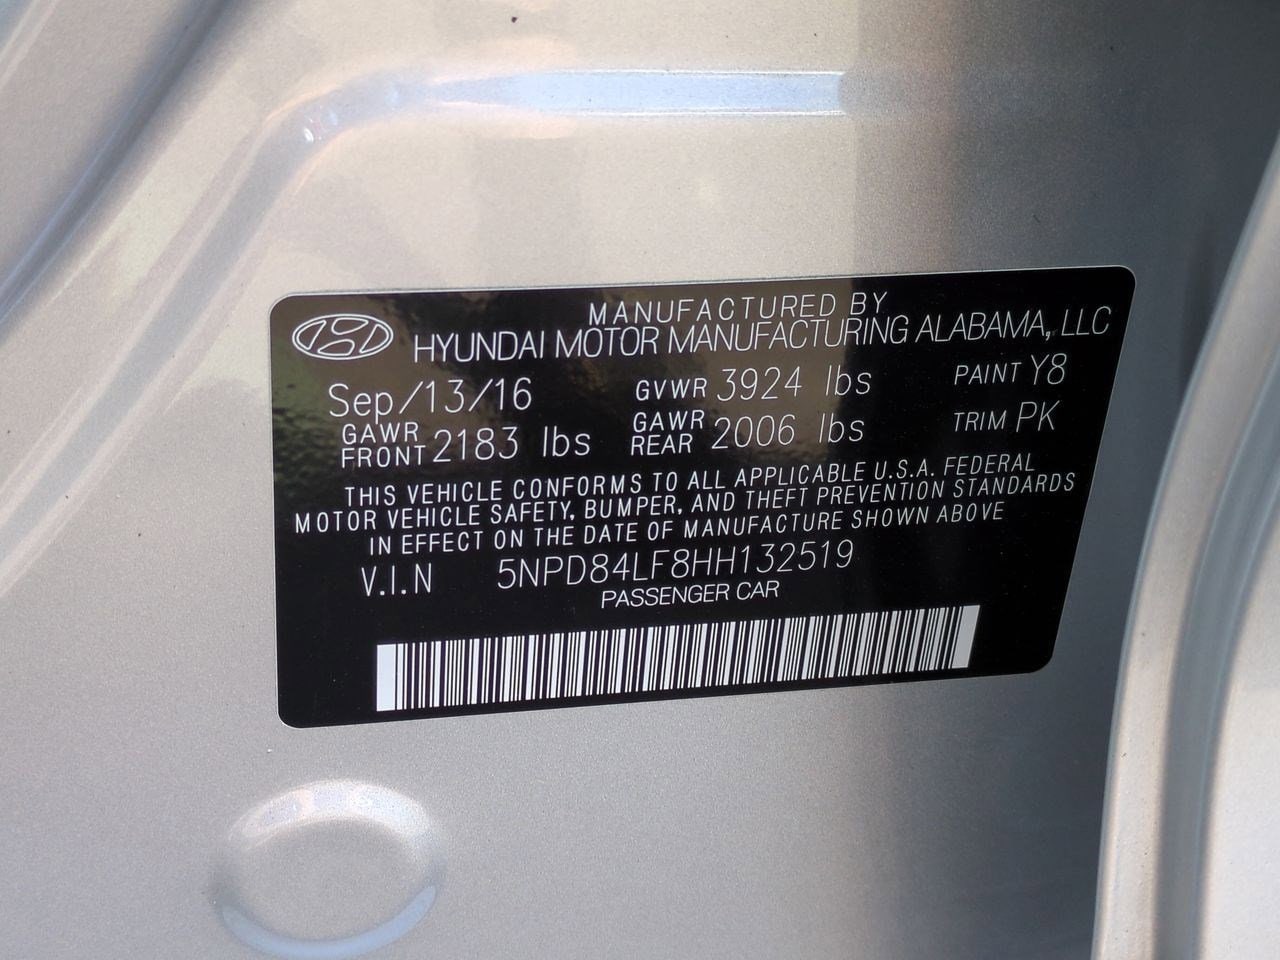 MANUFACTURED BY
HYUNDAI MOTOR MANUFACTURING ALABAMA, LLC
Sep/13/16 GVWR 3924 lbs PAINT Y8
GAWR FRONT 2183 lbs GAWR REAR 2006 lbs TRIM PK
THIS VEHICLE CONFORMS TO ALL APPLICABLE U.S.A. FEDERAL
MOTOR VEHICLE SAFETY, BUMPER, AND THEFT PREVENTION STANDARDS
IN EFFECT ON THE DATE OF MANUFACTURE SHOWN ABOVE
V.I.N 5NPD84LF8HH132519
PASSENGER CAR